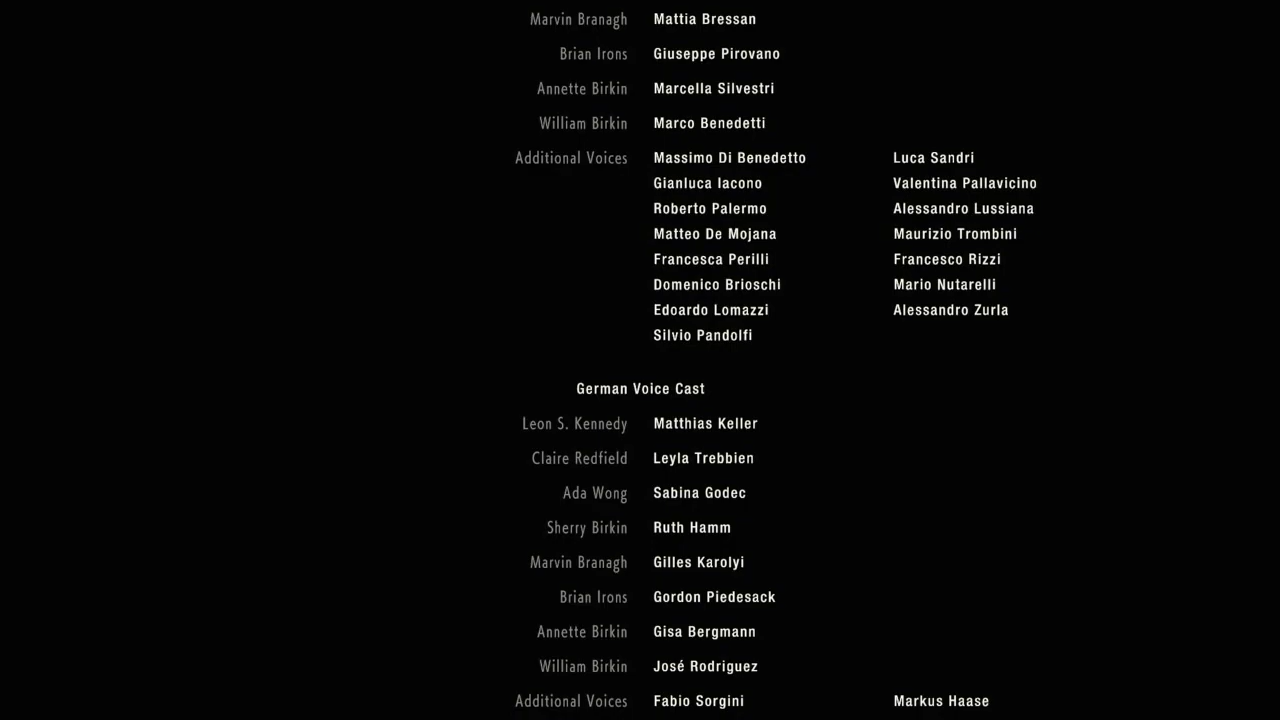 Marvin Branagh Mattia Bressan
Brian Irons Giuseppe Pirovano
Annette Birkin Marcella Silvestri
William Birkin Marco Benedetti
Additional Voices Massimo Di Benedetto Luca Sandri
Gianluca Iacono Valentina Pallavicino
Roberto Palermo Alessandro Lussiana
Matteo De Mojana Maurizio Trombini
Francesca Perilli Francesco Rizzi
Domenico Brioschi Mario Nutarelli
Edoardo Lomazzi Alessandro Zurla
Silvio Pandolfi
German Voice Cast
Leon S. Kennedy Matthias Keller
Claire Redfield Leyla Trebbien
Ada Wong Sabina Godec
Sherry Birkin Ruth Hamm
Marvin Branagh Gilles Karolyi
Brian Irons Gordon Piedesack
Annette Birkin Gisa Bergmann
William Birkin José Rodriguez
Additional Voices Fabio Sorgini Markus Haase